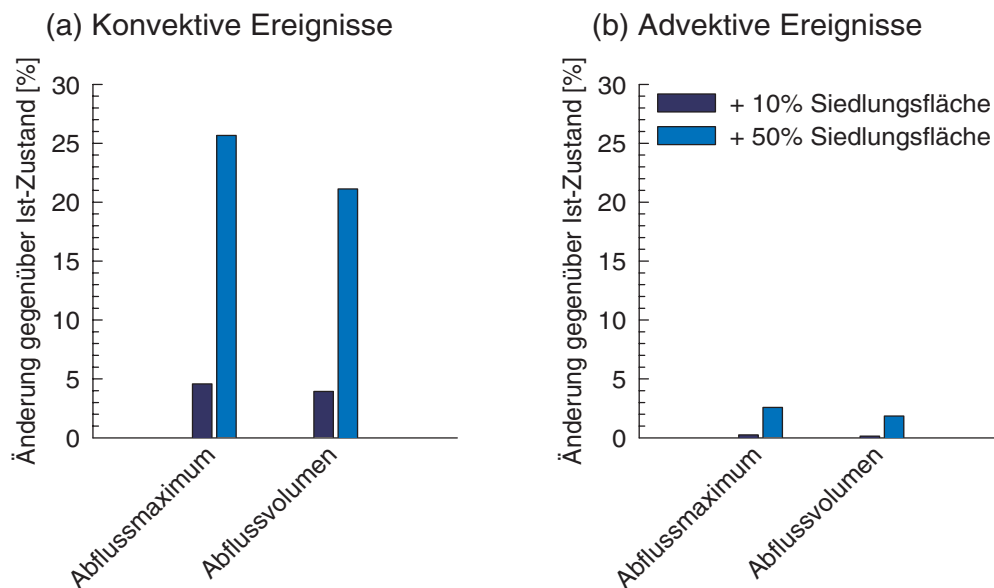 (a) Konvektive Ereignisse
Änderung gegenüber Ist-Zustand [%]
30
25
20
15
10
5
0
Abflussmaximum
Abflussvolumen
(b) Advektive Ereignisse
Änderung gegenüber Ist-Zustand [%]
30
25
20
15
10
5
0
+ 10% Siedlungsfläche
+ 50% Siedlungsfläche
Abflussmaximum
Abflussvolumen